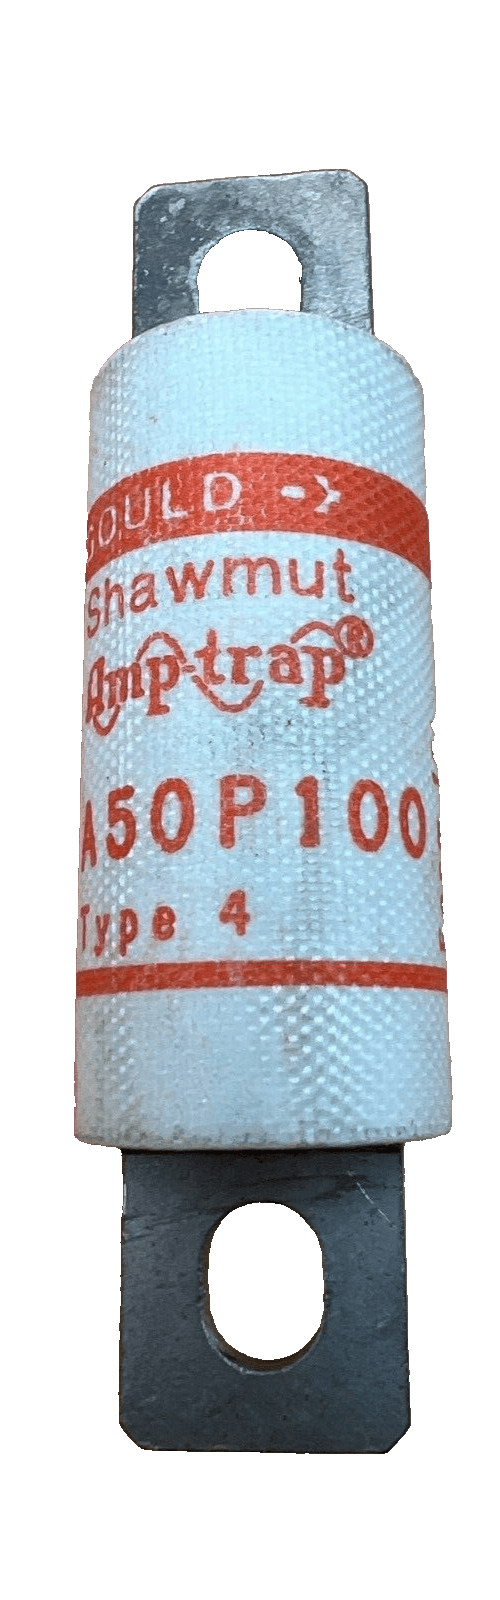 GOULD
Shawmut
Amp-trap®
A50P100
Type 4